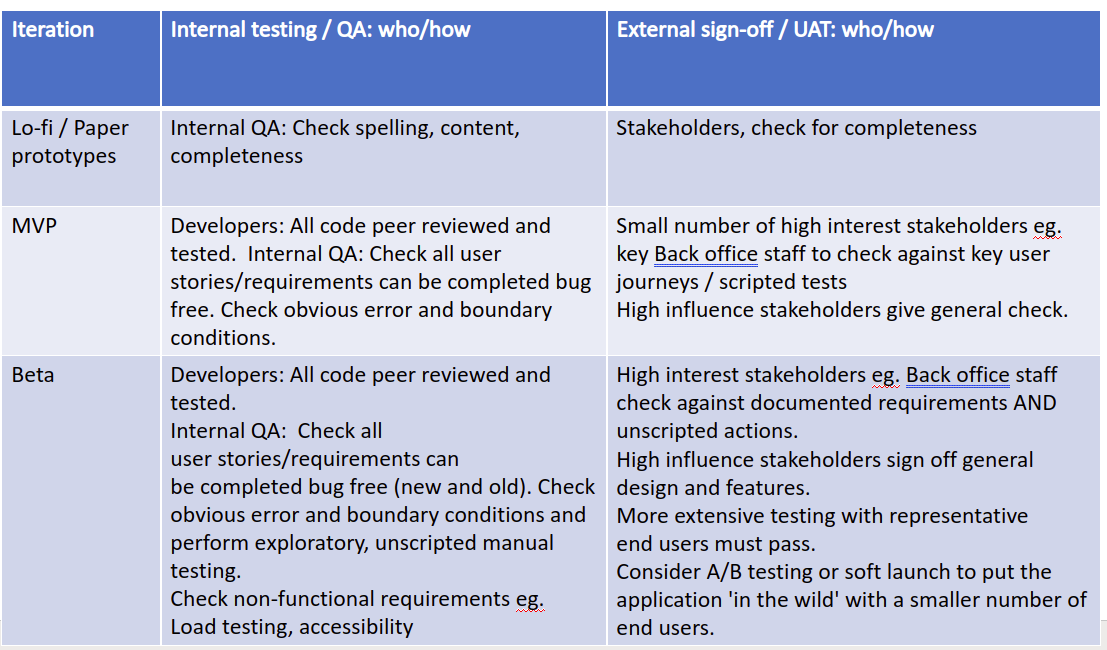 Iteration
Internal testing / QA: who/how
External sign-off / UAT: who/how
Lo-fi / Paper
prototypes
Internal QA: Check spelling, content,
completeness
Stakeholders, check for completeness
MVP
Developers: All code peer reviewed and
tested.  Internal QA: Check all user
stories/requirements can be completed bug
free. Check obvious error and boundary
conditions.
Small number of high interest stakeholders eg.
key Back office staff to check against key user
journeys / scripted tests
High influence stakeholders give general check.
Beta
Developers: All code peer reviewed and
tested.
Internal QA:  Check all
user stories/requirements can
be completed bug free (new and old). Check
obvious error and boundary conditions and
perform exploratory, unscripted manual
testing.
Check non-functional requirements eg.
Load testing, accessibility
High interest stakeholders eg. Back office staff
check against documented requirements AND
unscripted actions.
High influence stakeholders sign off general
design and features.
More extensive testing with representative
end users must pass.
Consider A/B testing or soft launch to put the
application 'in the wild' with a smaller number of
end users.